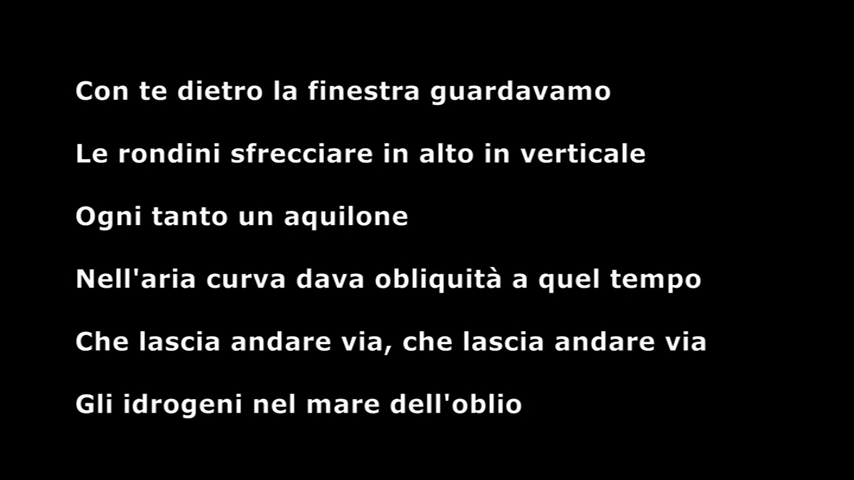 Con te dietro la finestra guardavamo
Le rondini sfrecciare in alto in verticale
Ogni tanto un aquilone
Nell'aria curva dava obliquità a quel tempo
Che lascia andare via, che lascia andare via
Gli idrogeni nel mare dell'oblio